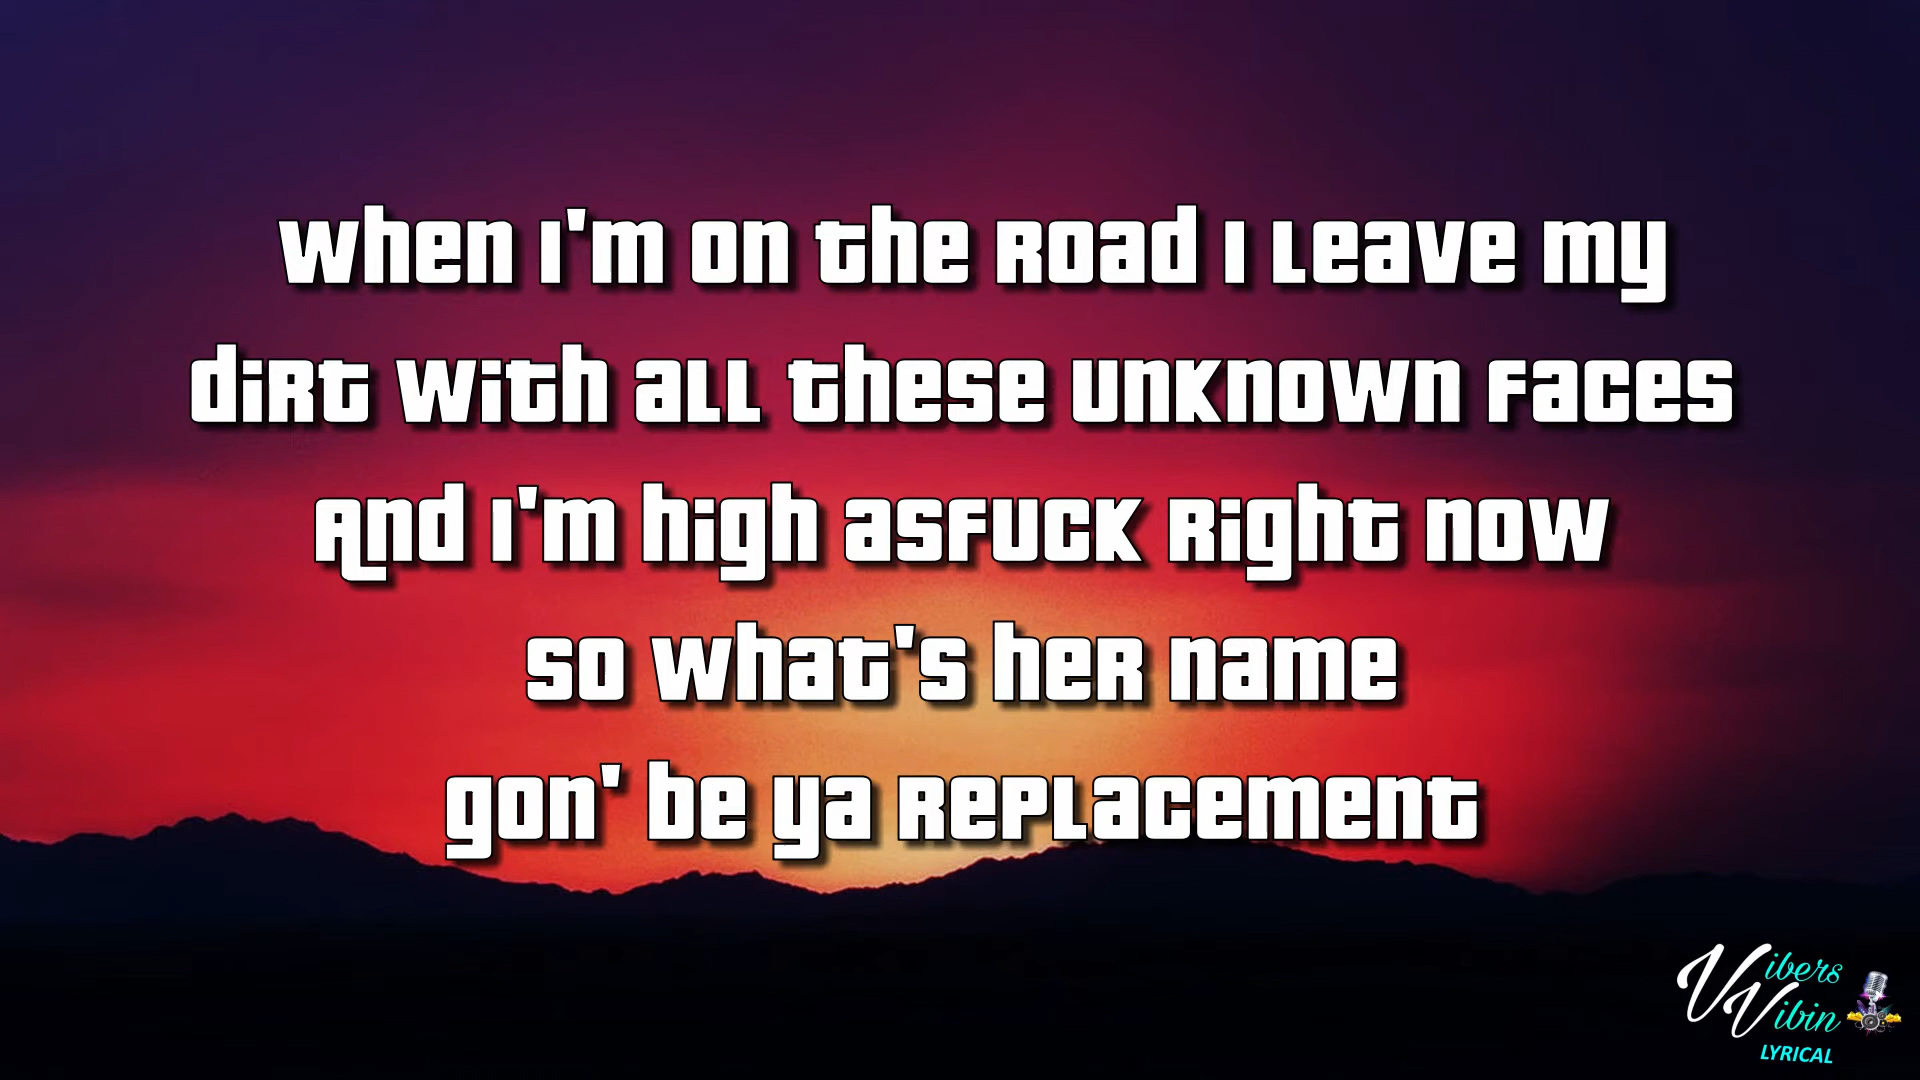 When I'm on the road I leave my
dirt with all these unknown faces
And I'm high asfuck right now
so what's her name
gon' be ya replacement
Vibers
Vibin
LYRICAL